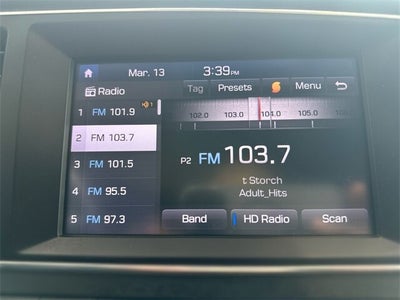 Mar. 13 3:39PM
Radio Tag Presets Menu
1 FM 101.9 1
102.0 103.0 104.0 105.0
2 FM 103.7
P2 FM 103.7
3 FM 101.5
t Storch
4 FM 95.5
Adult_Hits
5 FM 97.3
Band HD Radio Scan